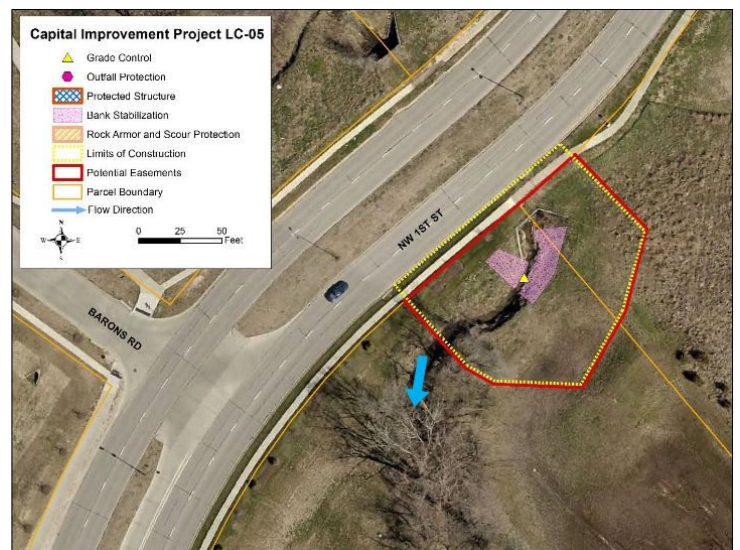 Capital Improvement Project LC-05
Grade Control
Outfall Protection
Protected Structure
Bank Stabilization
Rock Armor and Scour Protection
Limits of Construction
Potential Easements
Parcel Boundary
Flow Direction
N
W E
S
0 25 50
Feet
NW 1ST ST
BARONS RD